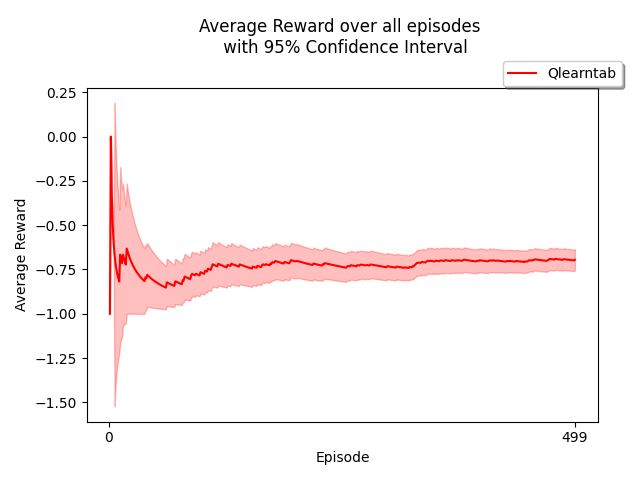 Average Reward over all episodes
with 95% Confidence Interval
Qlearntab
0.25
0.00
−0.25
−0.50
−0.75
−1.00
−1.25
−1.50
Average Reward
0
499
Episode